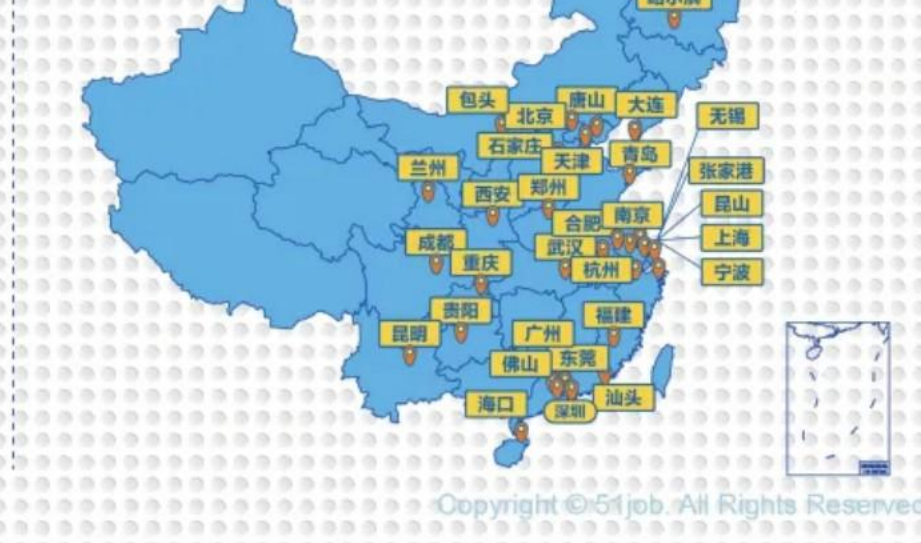 哈尔滨
包头
北京
唐山
大连
无锡
石家庄
天津
青岛
兰州
张家港
西安
郑州
昆山
合肥
南京
上海
成都
武汉
重庆
杭州
宁波
贵阳
福建
昆明
广州
佛山
东莞
海口
深圳
汕头
Copyright © 51job. All Rights Reserved